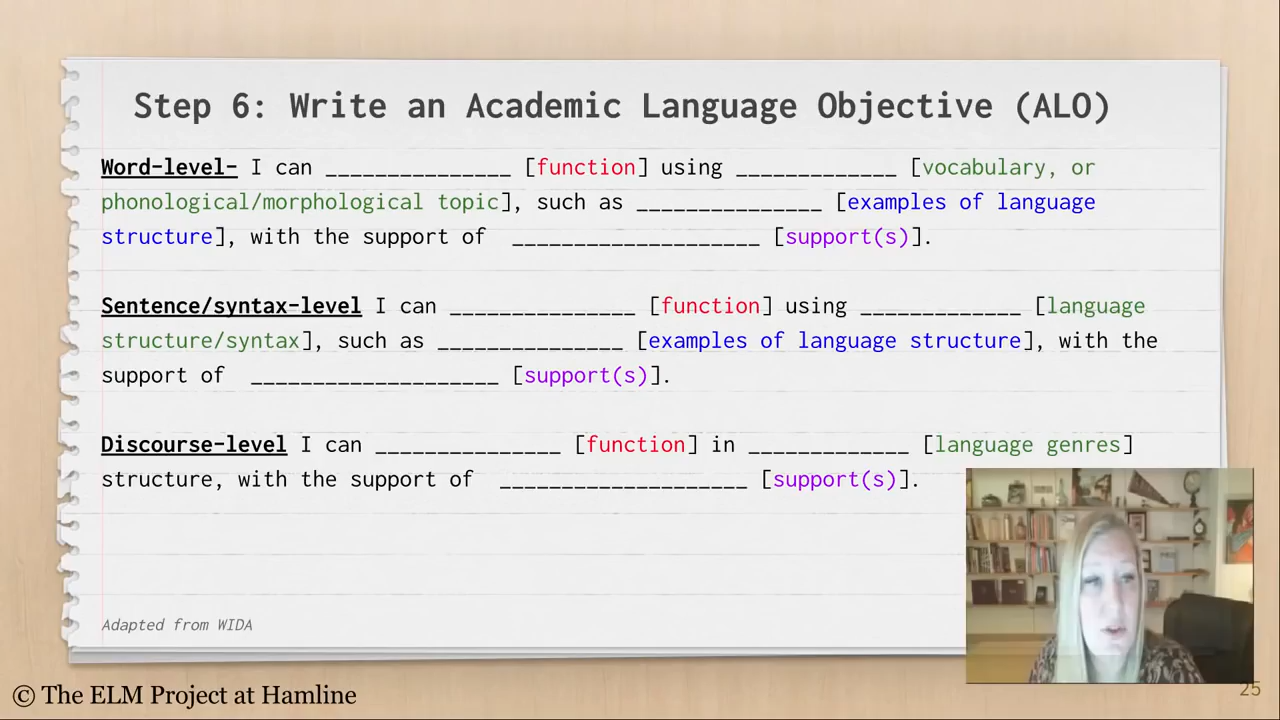 Step 6: Write an Academic Language Objective (ALO)
Word-level- I can _______________ [function] using _____________ [vocabulary, or
phonological/morphological topic], such as _______________ [examples of language
structure], with the support of ____________________ [support(s)].
Sentence/syntax-level I can _______________ [function] using _____________ [language
structure/syntax], such as _______________ [examples of language structure], with the
support of ____________________ [support(s)].
Discourse-level I can _______________ [function] in _____________ [language genres]
structure, with the support of ____________________ [support(s)].
Adapted from WIDA
© The ELM Project at Hamline
25